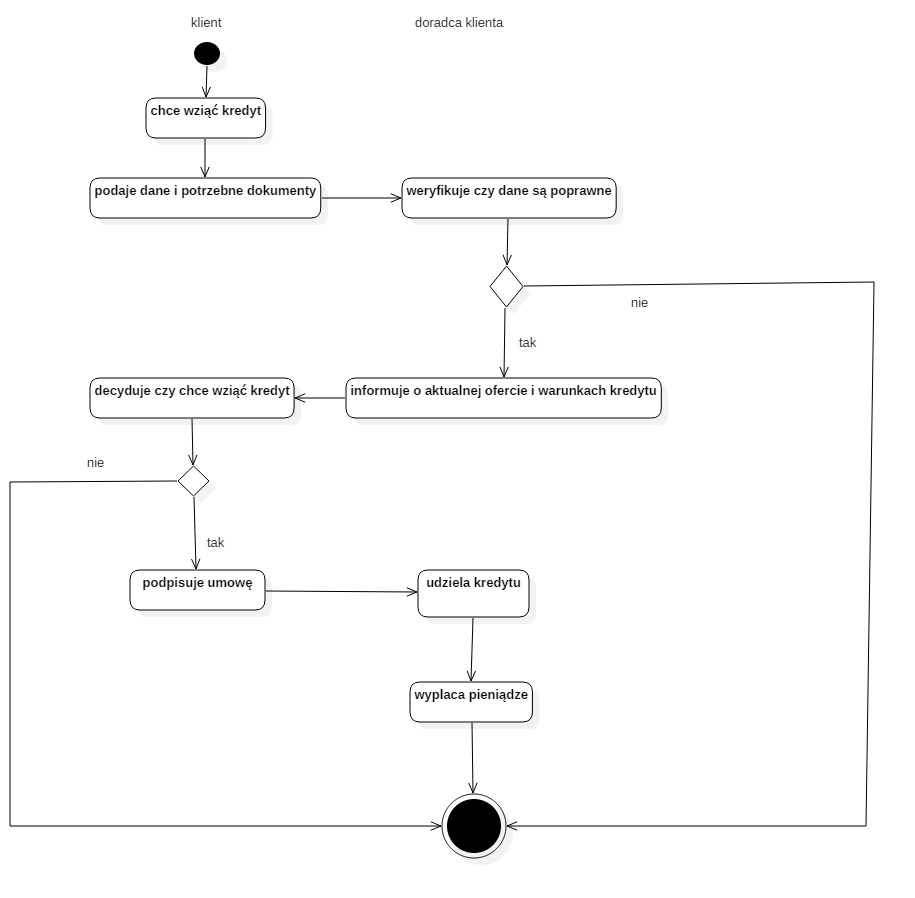 klient
doradca klienta
chce wziąć kredyt
podaje dane i potrzebne dokumenty
weryfikuje czy dane są poprawne
nie
tak
decyduje czy chce wziąć kredyt
informuje o aktualnej ofercie i warunkach kredytu
nie
tak
podpisuje umowę
udziela kredytu
wyplaca pieniądze